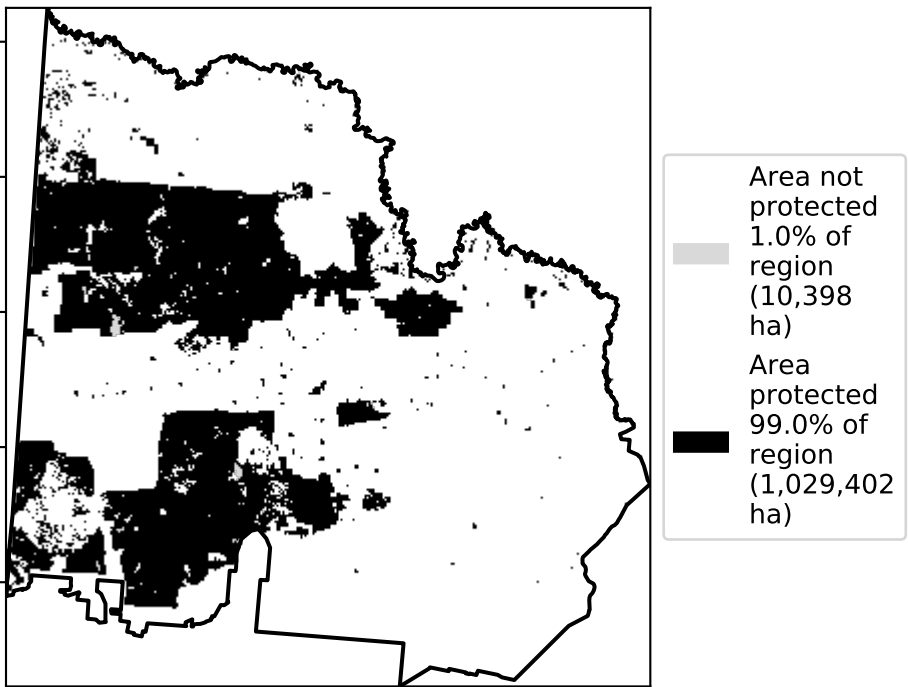 Area not
protected
1.0% of
region
(10,398
ha)
Area
protected
99.0% of
region
(1,029,402
ha)